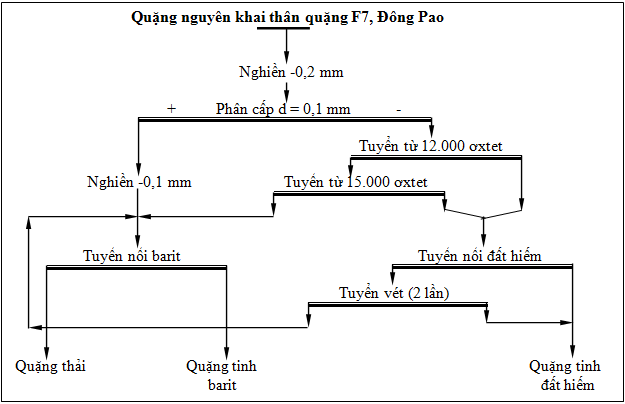 Quặng nguyên khai thân quặng F7, Đông Pao
Nghiền -0,2 mm
+ Phân cấp d = 0,1 mm -
Tuyển từ 12.000 ơxtet
Nghiền -0,1 mm
Tuyển từ 15.000 ơxtet
Tuyển nổi barit
Tuyển nổi đất hiếm
Tuyển vét (2 lần)
Quặng thải
Quặng tinh
barit
Quặng tinh
đất hiếm